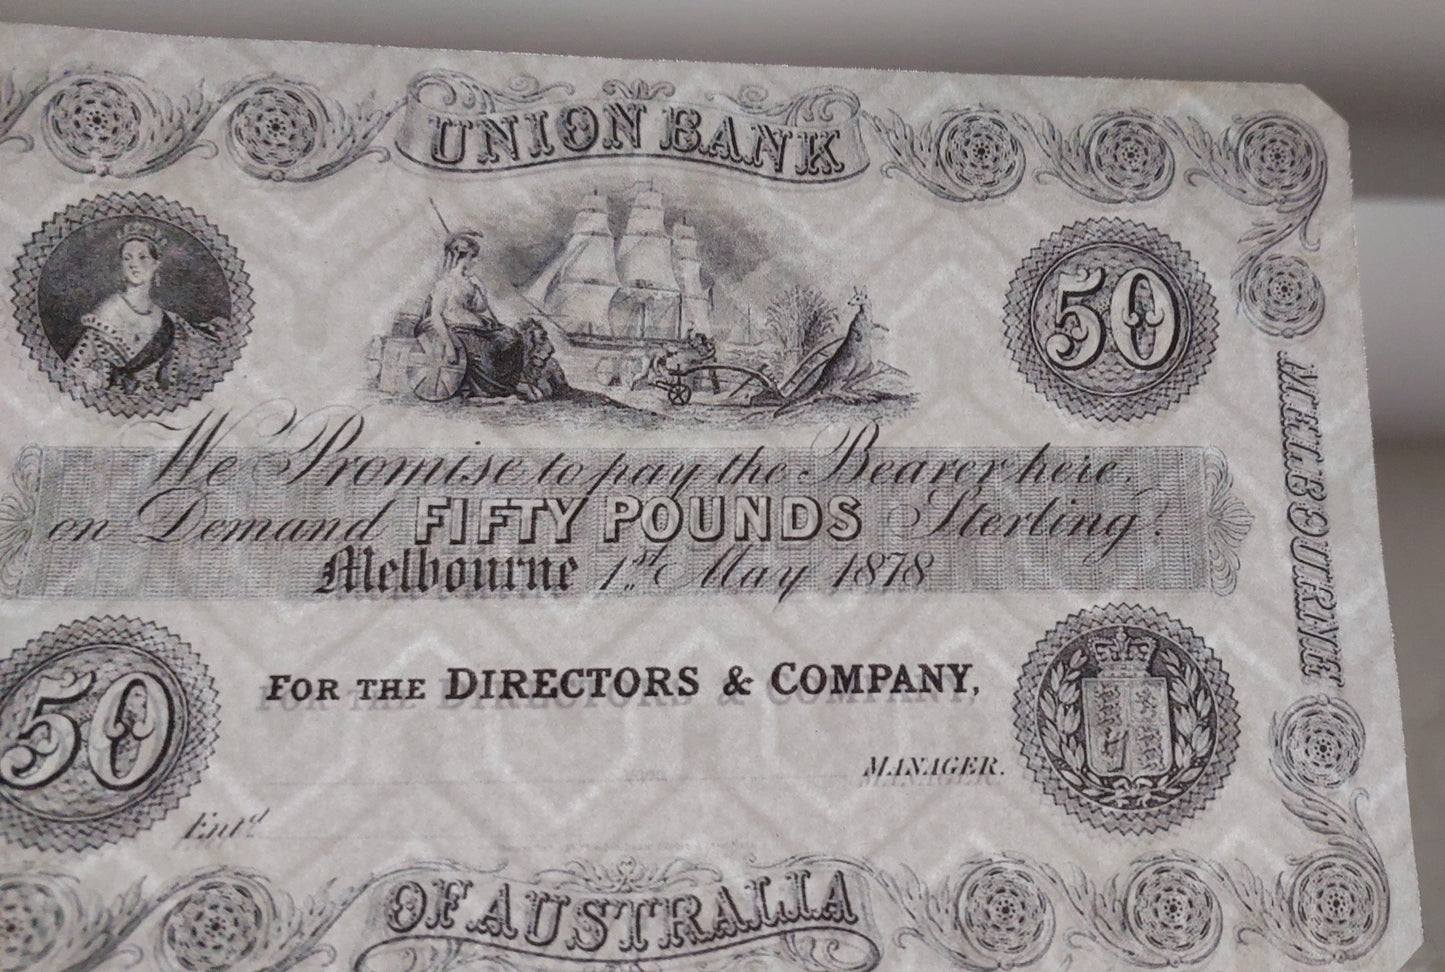 UNION BANK
50
We Promise to pay the Bearer here,
on Demand FIFTY POUNDS Sterling.
Melbourne 1st May 1878
MELBOURNE
FOR THE DIRECTORS & COMPANY,
50
MANAGER.
Entd
OF AUSTRALIA